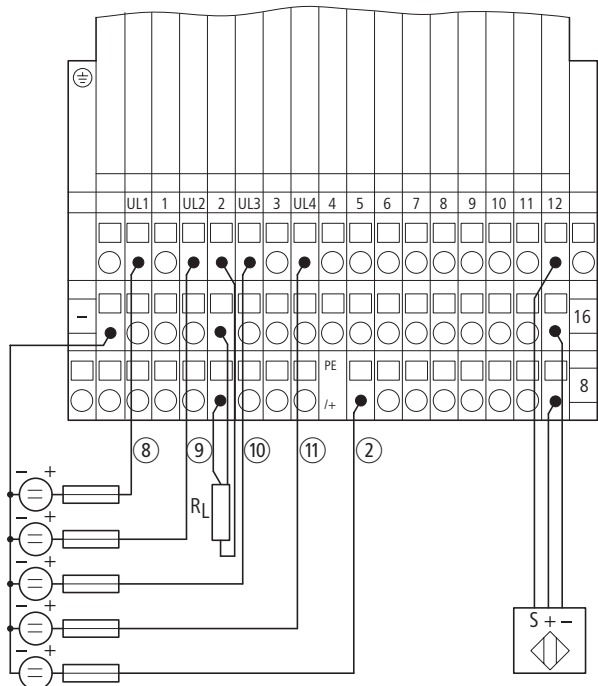 UL1 1 UL2 2 UL3 3 UL4 4 5 6 7 8 9 10 11 12
– 16
PE 8
/+
⑧ ⑨ ⑩ ⑪ ②
– +
RL
– +
– +
– +
– +
S + –